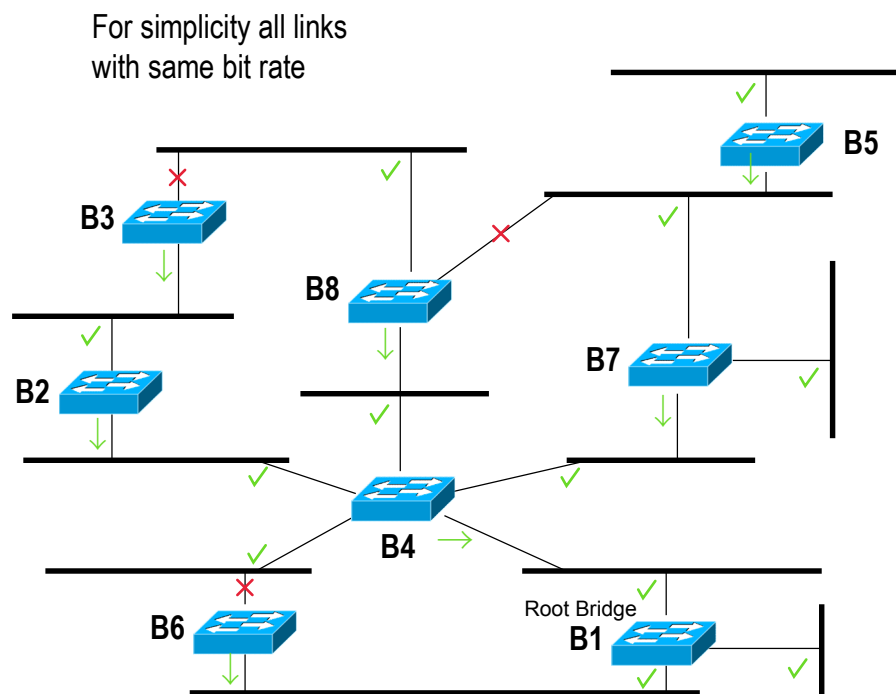 For simplicity all links
with same bit rate
B5
B3
B8
B7
B2
B4
Root Bridge
B6
B1